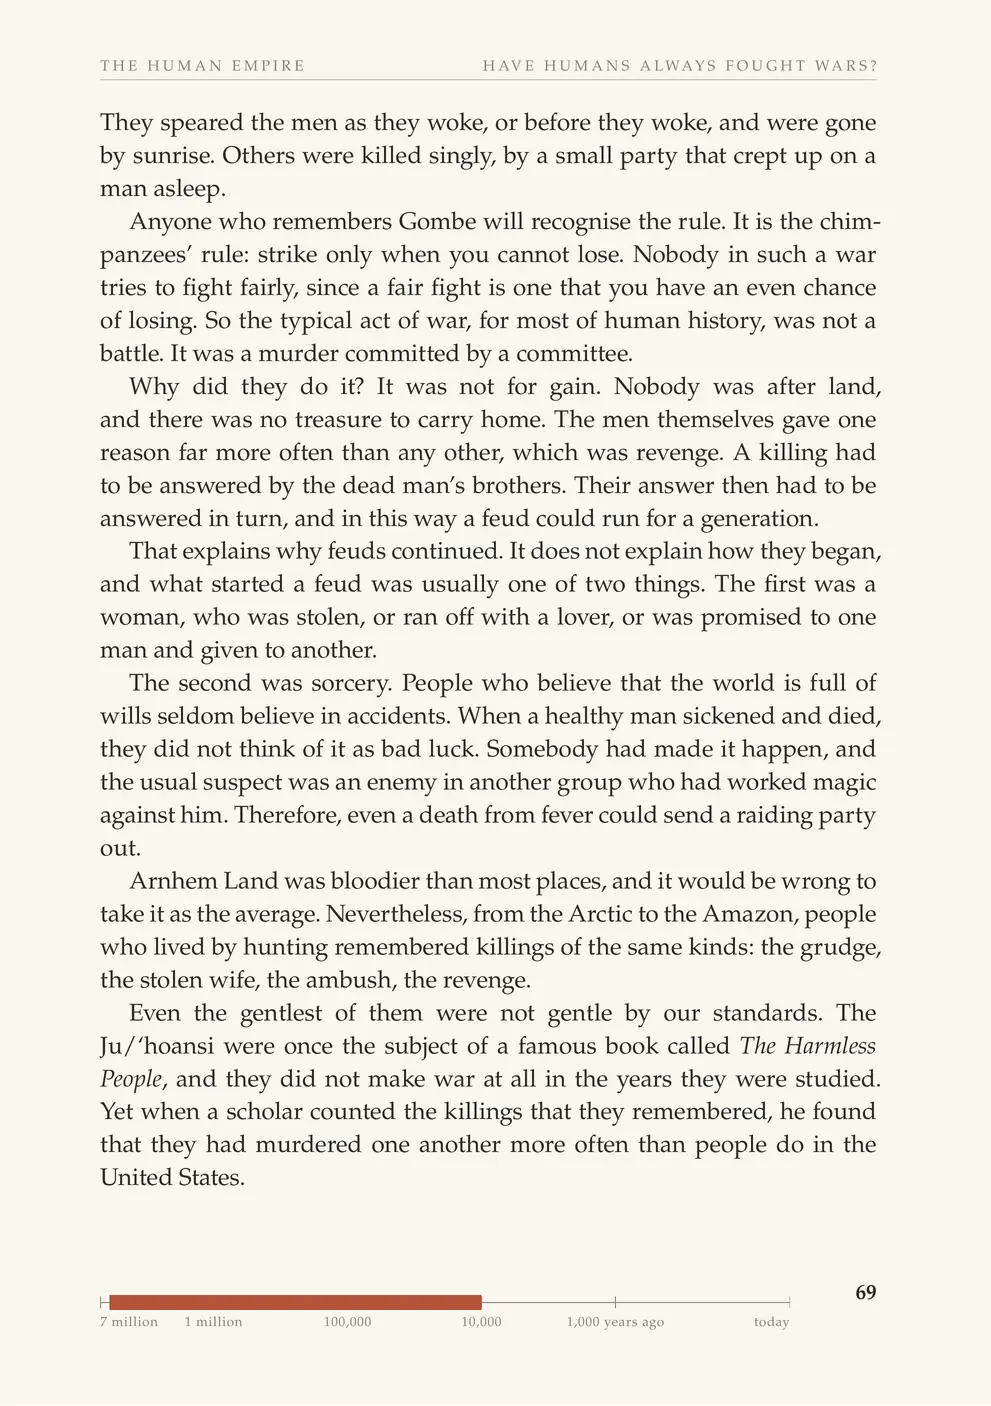 THE HUMAN EMPIRE
HAVE HUMANS ALWAYS FOUGHT WARS?
They speared the men as they woke, or before they woke, and were gone
by sunrise. Others were killed singly, by a small party that crept up on a
man asleep.
Anyone who remembers Gombe will recognise the rule. It is the chim-
panzees’ rule: strike only when you cannot lose. Nobody in such a war
tries to fight fairly, since a fair fight is one that you have an even chance
of losing. So the typical act of war, for most of human history, was not a
battle. It was a murder committed by a committee.
Why did they do it? It was not for gain. Nobody was after land,
and there was no treasure to carry home. The men themselves gave one
reason far more often than any other, which was revenge. A killing had
to be answered by the dead man’s brothers. Their answer then had to be
answered in turn, and in this way a feud could run for a generation.
That explains why feuds continued. It does not explain how they began,
and what started a feud was usually one of two things. The first was a
woman, who was stolen, or ran off with a lover, or was promised to one
man and given to another.
The second was sorcery. People who believe that the world is full of
wills seldom believe in accidents. When a healthy man sickened and died,
they did not think of it as bad luck. Somebody had made it happen, and
the usual suspect was an enemy in another group who had worked magic
against him. Therefore, even a death from fever could send a raiding party
out.
Arnhem Land was bloodier than most places, and it would be wrong to
take it as the average. Nevertheless, from the Arctic to the Amazon, people
who lived by hunting remembered killings of the same kinds: the grudge,
the stolen wife, the ambush, the revenge.
Even the gentlest of them were not gentle by our standards. The
Ju/‘hoansi were once the subject of a famous book called The Harmless
People, and they did not make war at all in the years they were studied.
Yet when a scholar counted the killings that they remembered, he found
that they had murdered one another more often than people do in the
United States.
69
7 million 1 million 100,000 10,000 1,000 years ago today